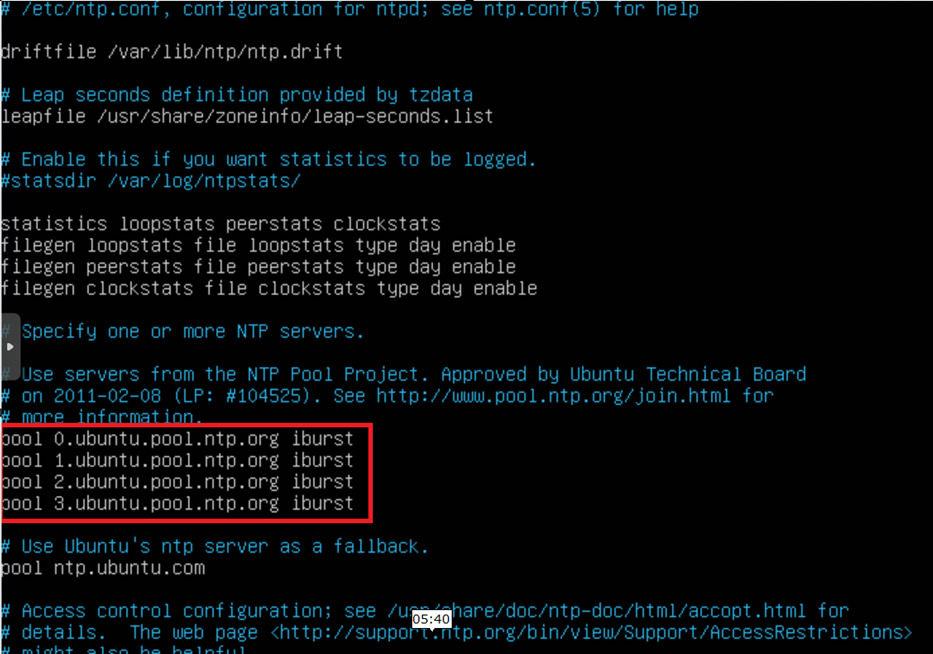 # /etc/ntp.conf, configuration for ntpd; see ntp.conf(5) for help
driftfile /var/lib/ntp/ntp.drift
# Leap seconds definition provided by tzdata
leapfile /usr/share/zoneinfo/leap-seconds.list
# Enable this if you want statistics to be logged.
#statsdir /var/log/ntpstats/
statistics loopstats peerstats clockstats
filegen loopstats file loopstats type day enable
filegen peerstats file peerstats type day enable
filegen clockstats file clockstats type day enable
# Specify one or more NTP servers.
# Use servers from the NTP Pool Project. Approved by Ubuntu Technical Board
# on 2011-02-08 (LP: #104525). See http://www.pool.ntp.org/join.html for
# more information.
pool 0.ubuntu.pool.ntp.org iburst
pool 1.ubuntu.pool.ntp.org iburst
pool 2.ubuntu.pool.ntp.org iburst
pool 3.ubuntu.pool.ntp.org iburst
# Use Ubuntu's ntp server as a fallback.
pool ntp.ubuntu.com
# Access control configuration; see /usr/share/doc/ntp-doc/html/accopt.html for
05:40
# details.  The web page <http://support.ntp.org/bin/view/Support/AccessRestrictions>
# might also be helpful